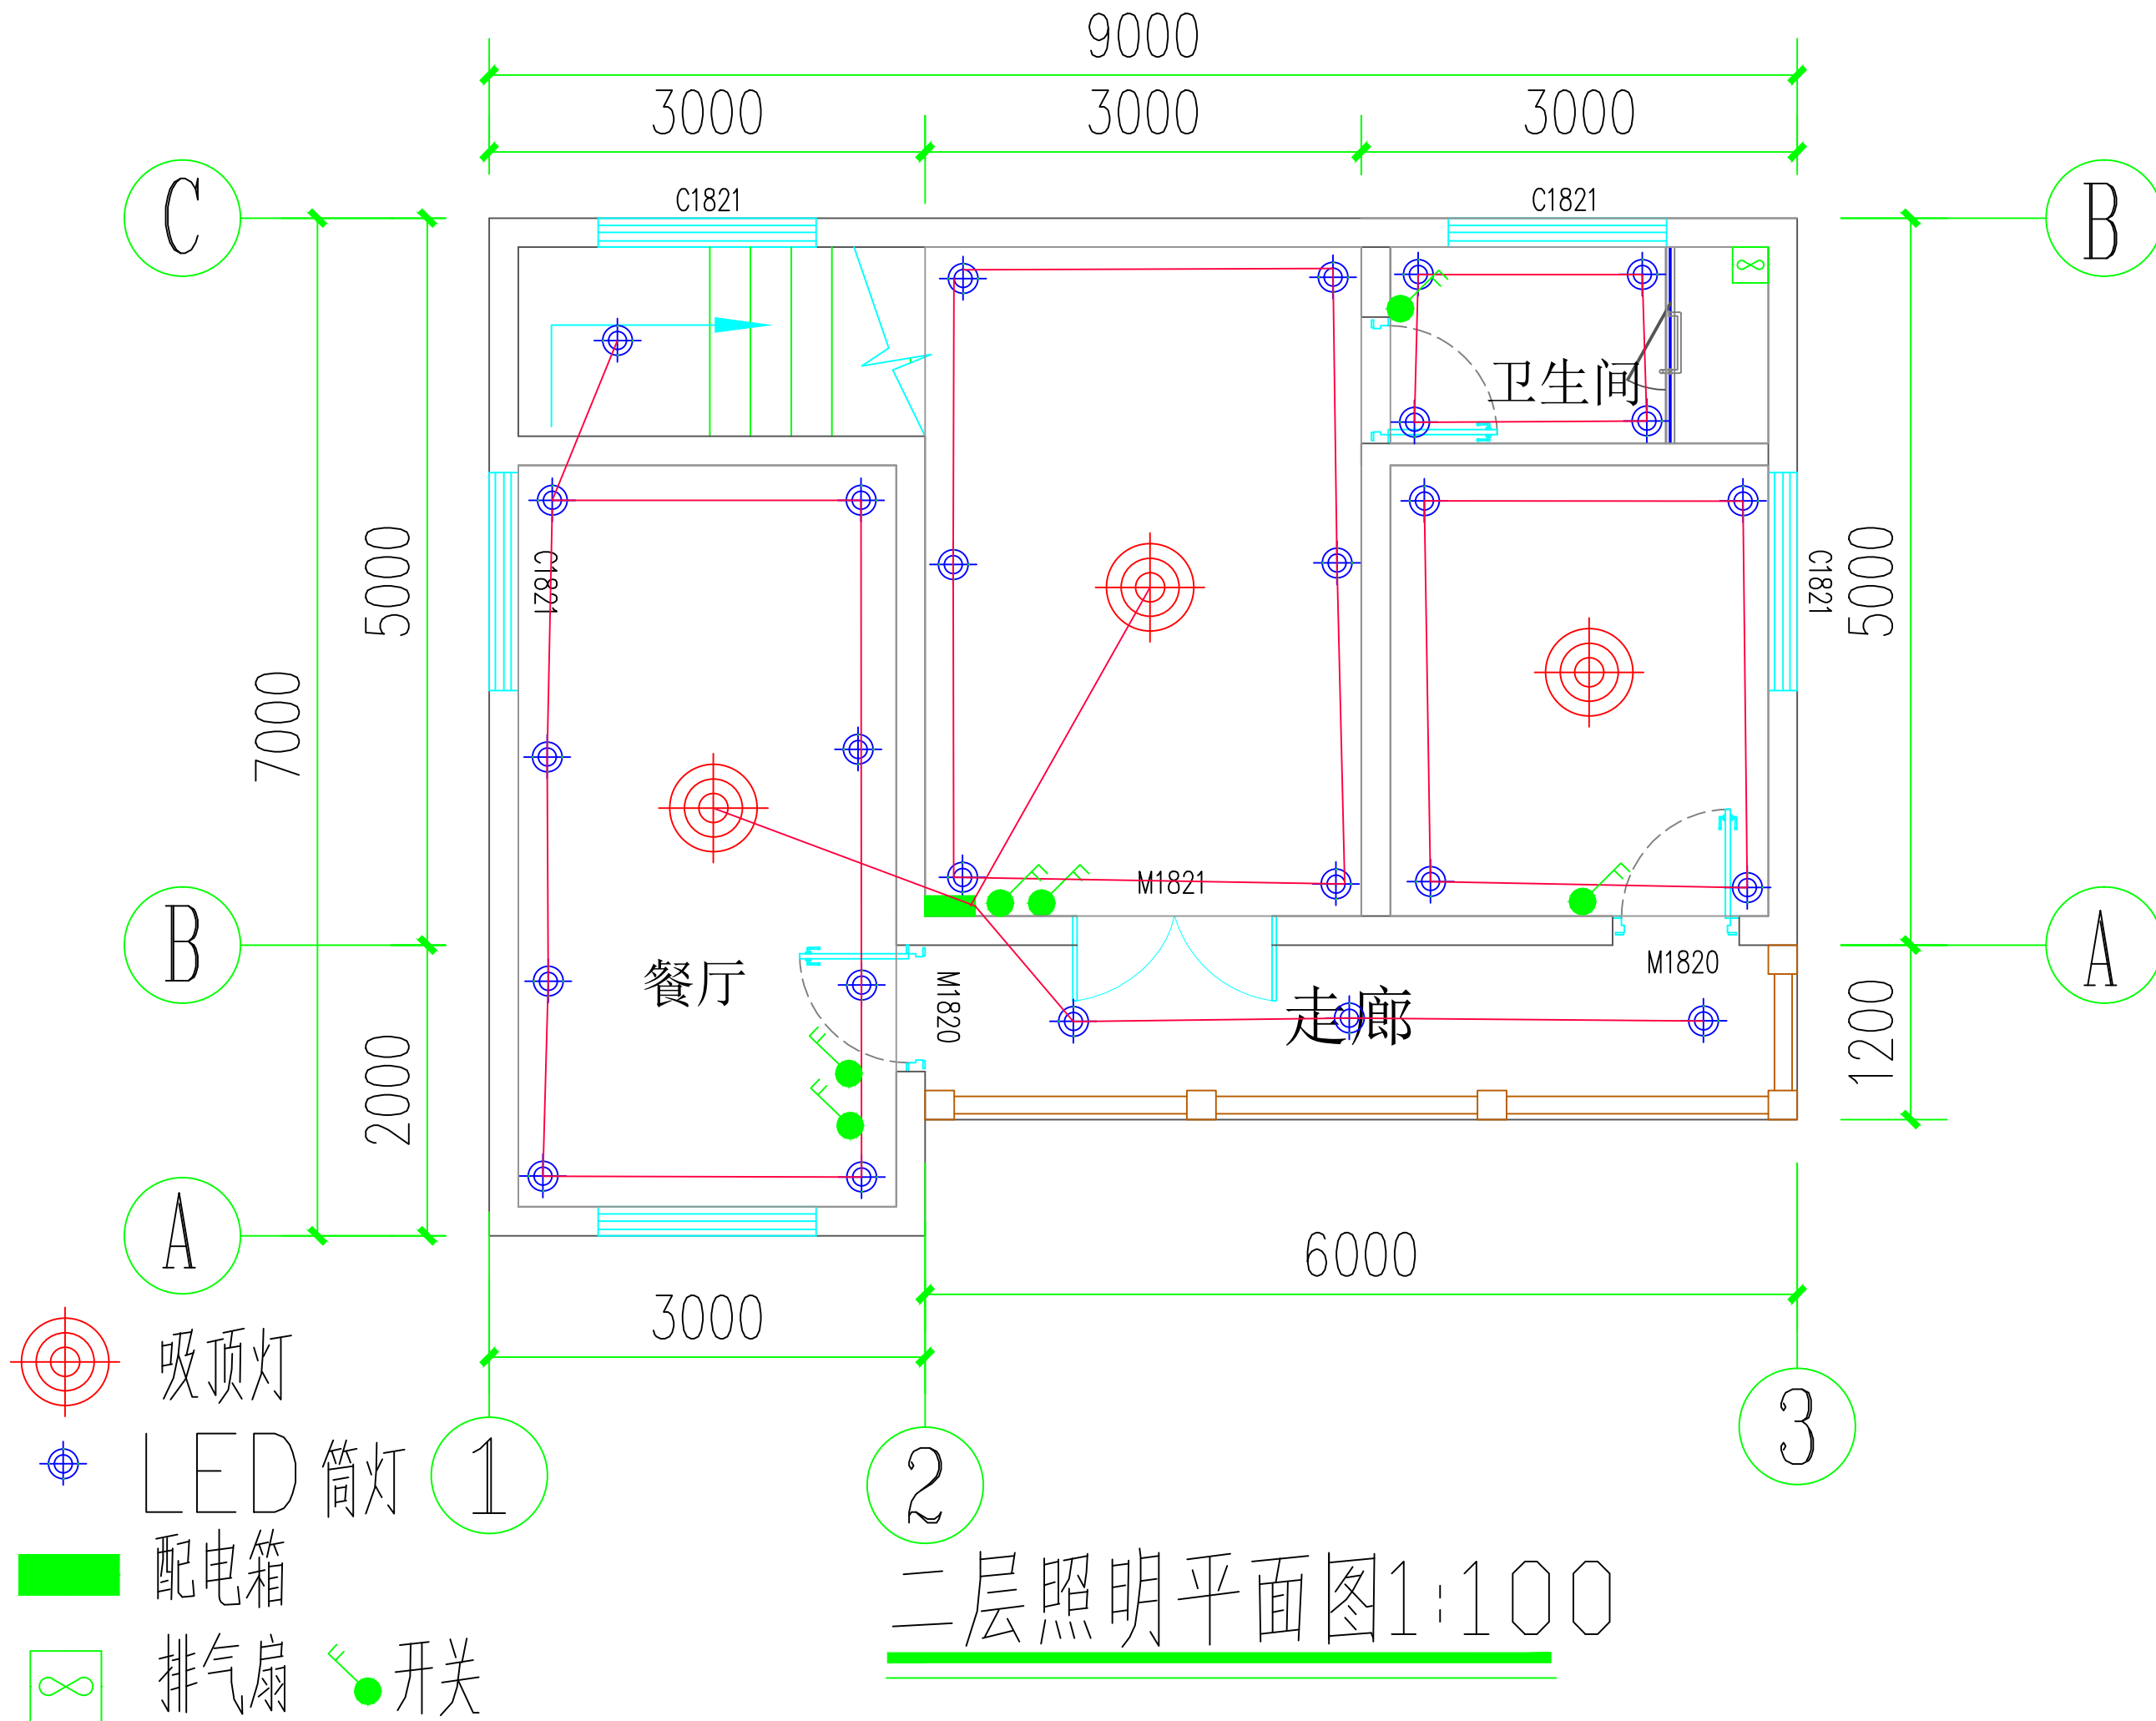 9000
3000 3000 3000
C1821 C1821
C B
卫生间
5000 C1821 C1821 5000
7000
M1821
B A
餐厅 M1820 M1820
走廊
2000 1200
A
6000
3000
吸顶灯
LED筒灯
1 2 3
配电箱
二层照明平面图1:100
排气扇 F 开关
F F F F F F